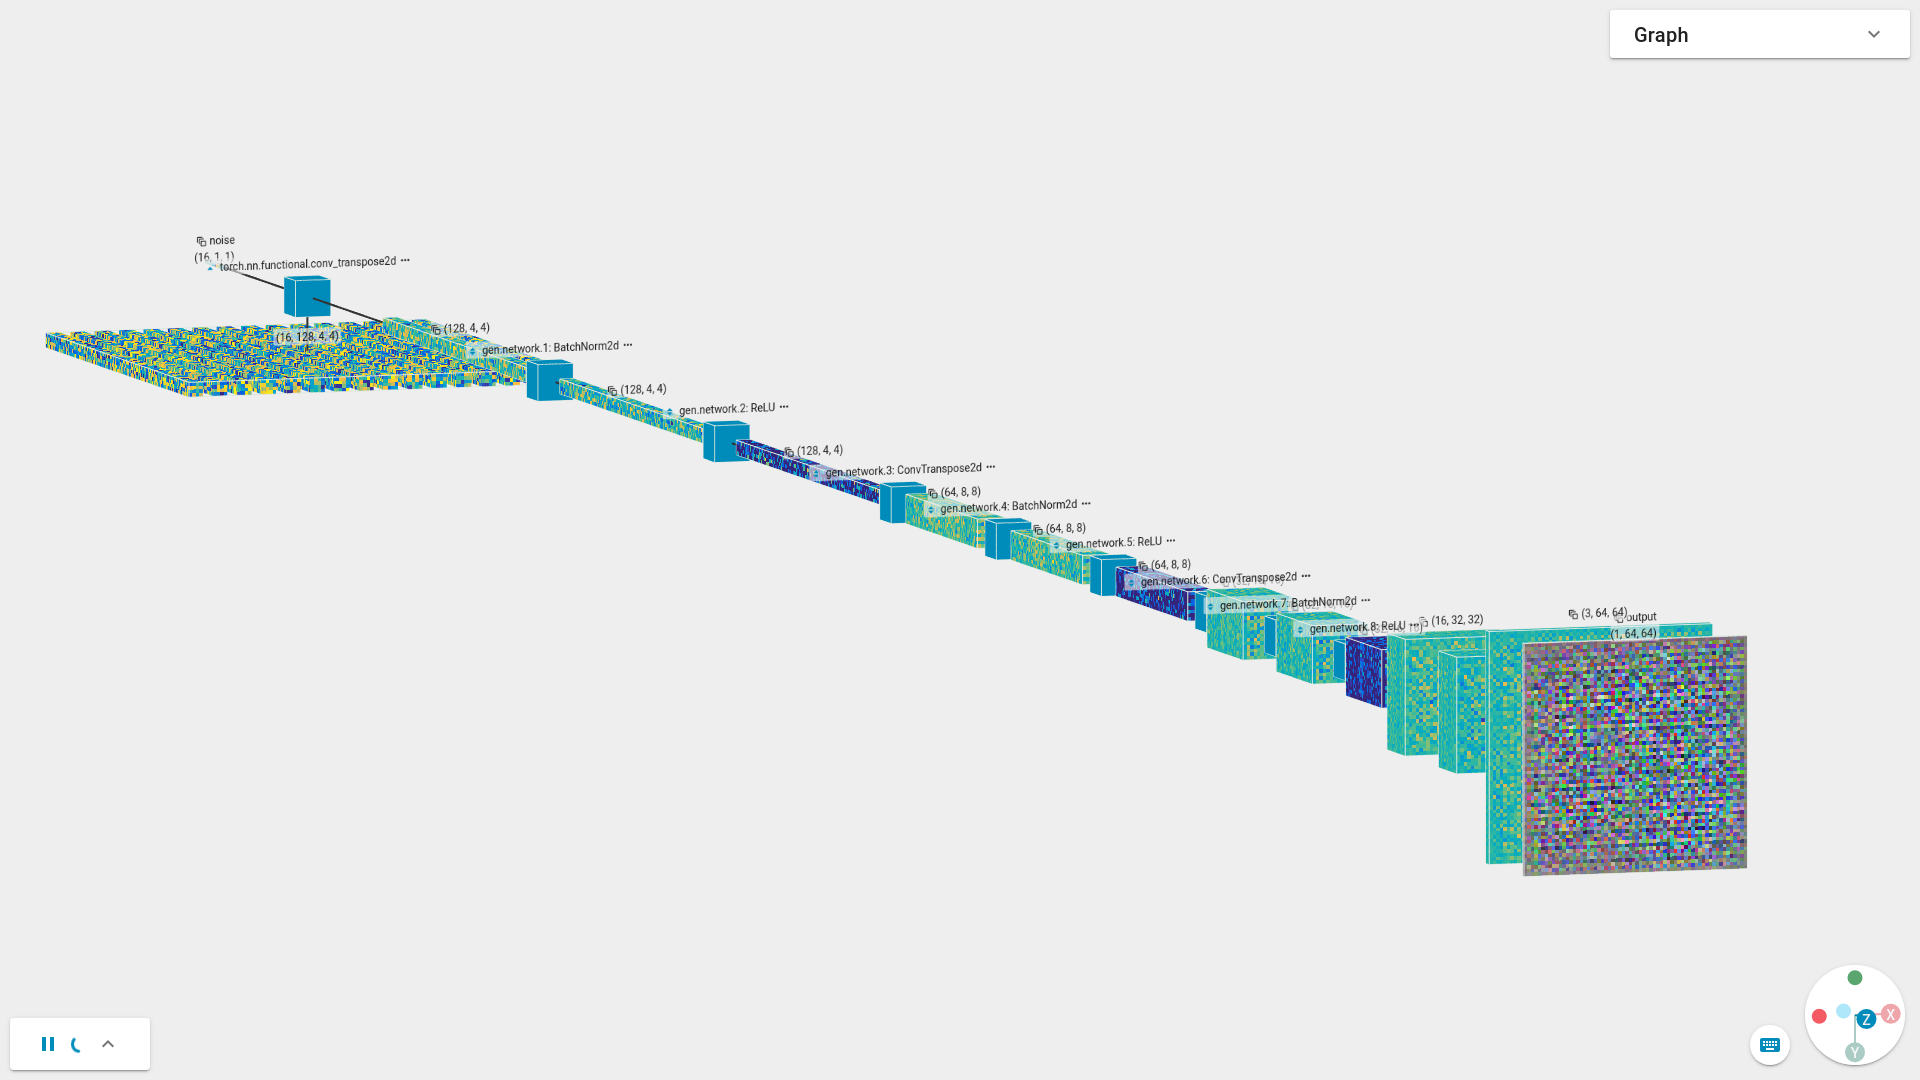 Graph
noise
(16, 1, 1)
torch.nn.functional.conv_transpose2d ...
(16, 128, 4, 4)
(128, 4, 4)
gen.network.1: BatchNorm2d ...
(128, 4, 4)
gen.network.2: ReLU ...
(128, 4, 4)
gen.network.3: ConvTranspose2d ...
(64, 8, 8)
gen.network.4: BatchNorm2d ...
(64, 8, 8)
gen.network.5: ReLU ...
(64, 8, 8)
gen.network.6: ConvTranspose2d ...
gen.network.7: BatchNorm2d ...
gen.network.8: ReLU ...
(16, 32, 32)
(3, 64, 64)
output
(1, 64, 64)
Z
X
Y